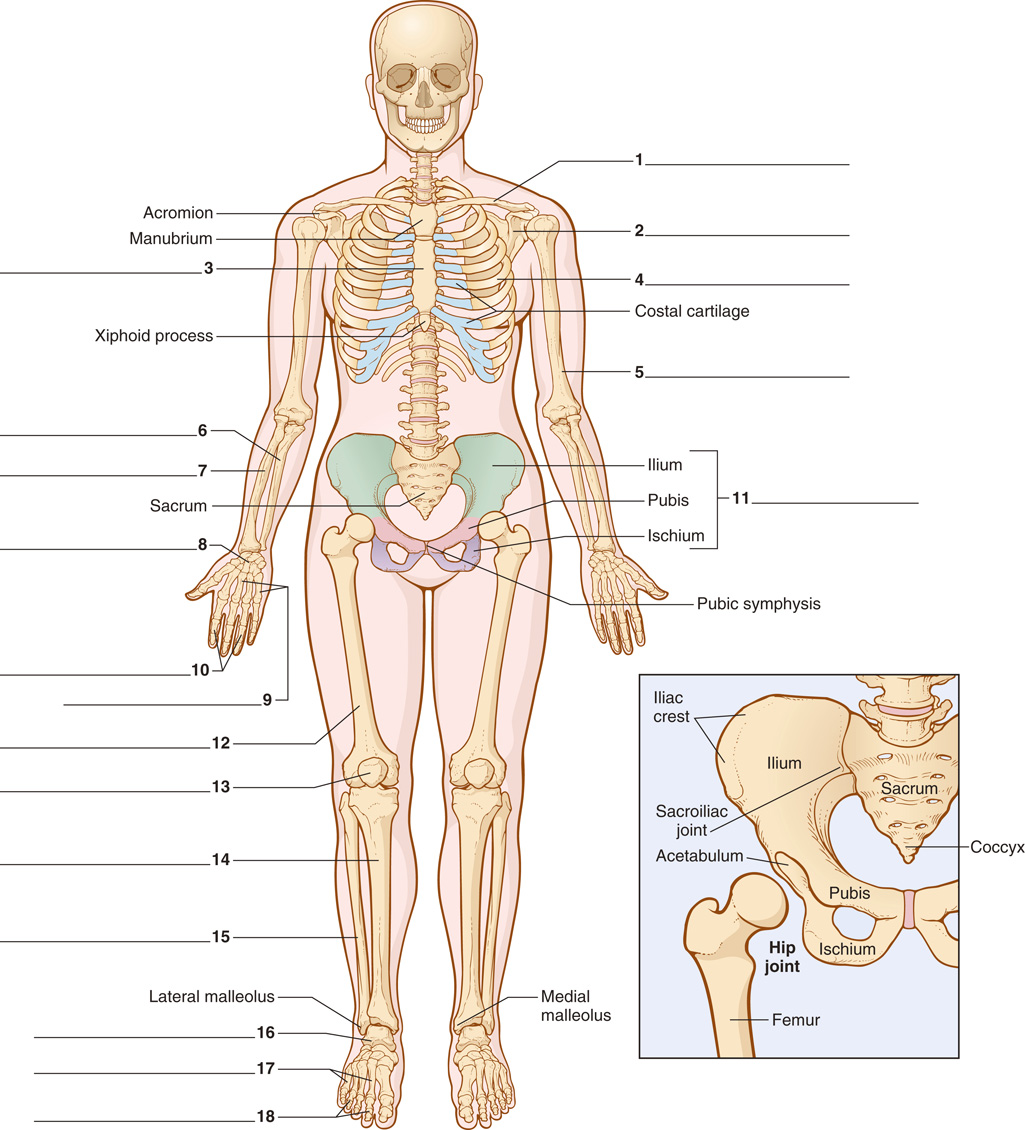 1
Acromion
2
Manubrium
3
4
Costal cartilage
Xiphoid process
5
6
Ilium
7
Pubis
11
Sacrum
Ischium
8
Pubic symphysis
10
9
12
13
14
15
Lateral malleolus
Medial
malleolus
16
17
18
Iliac
crest
Ilium
Sacrum
Sacroiliac
joint
Coccyx
Acetabulum
Pubis
Ischium
Hip
joint
Femur